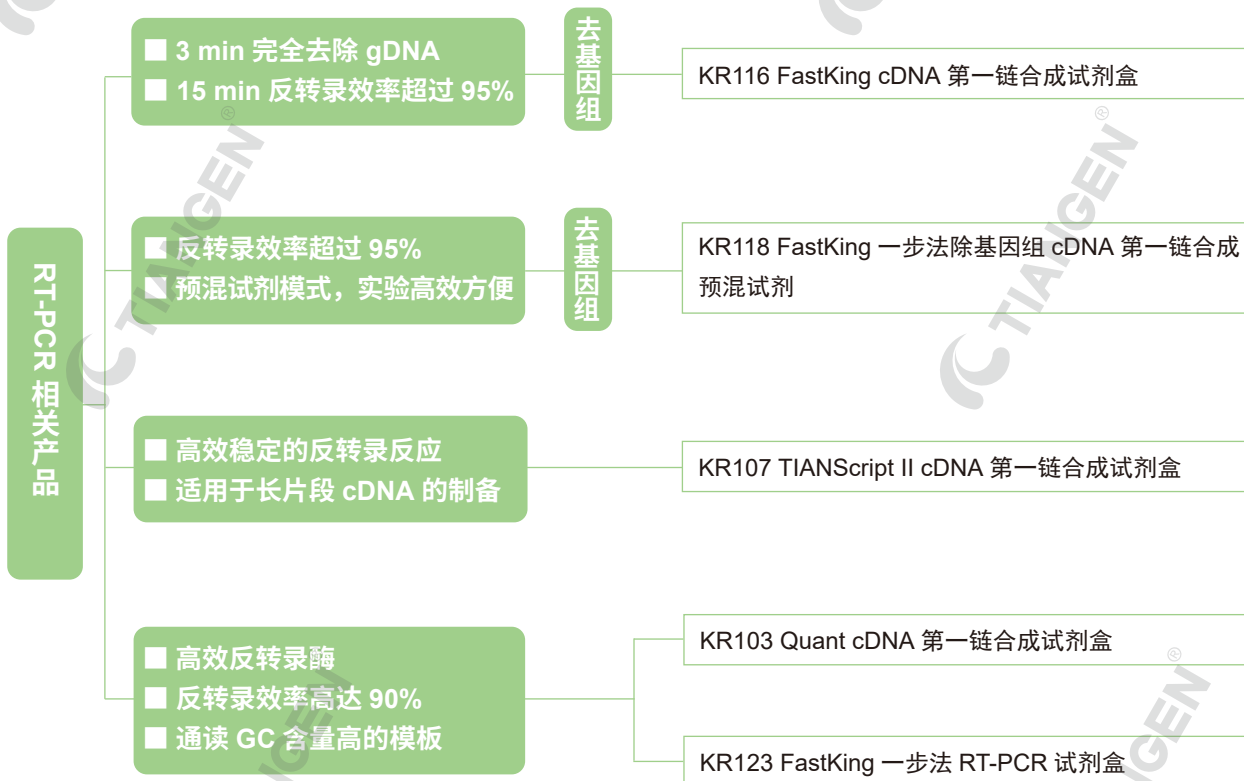 RT-PCR 相关产品
■ 3 min 完全去除 gDNA
■ 15 min 反转录效率超过 95%
去基因组
KR116 FastKing cDNA 第一链合成试剂盒
■ 反转录效率超过 95%
■ 预混试剂模式，实验高效方便
去基因组
KR118 FastKing 一步法除基因组 cDNA 第一链合成
预混试剂
■ 高效稳定的反转录反应
■ 适用于长片段 cDNA 的制备
KR107 TIANScript II cDNA 第一链合成试剂盒
■ 高效反转录酶
■ 反转录效率高达 90%
■ 通读 GC 含量高的模板
KR103 Quant cDNA 第一链合成试剂盒
KR123 FastKing 一步法 RT-PCR 试剂盒
TIANGEN®
TIANGEN®